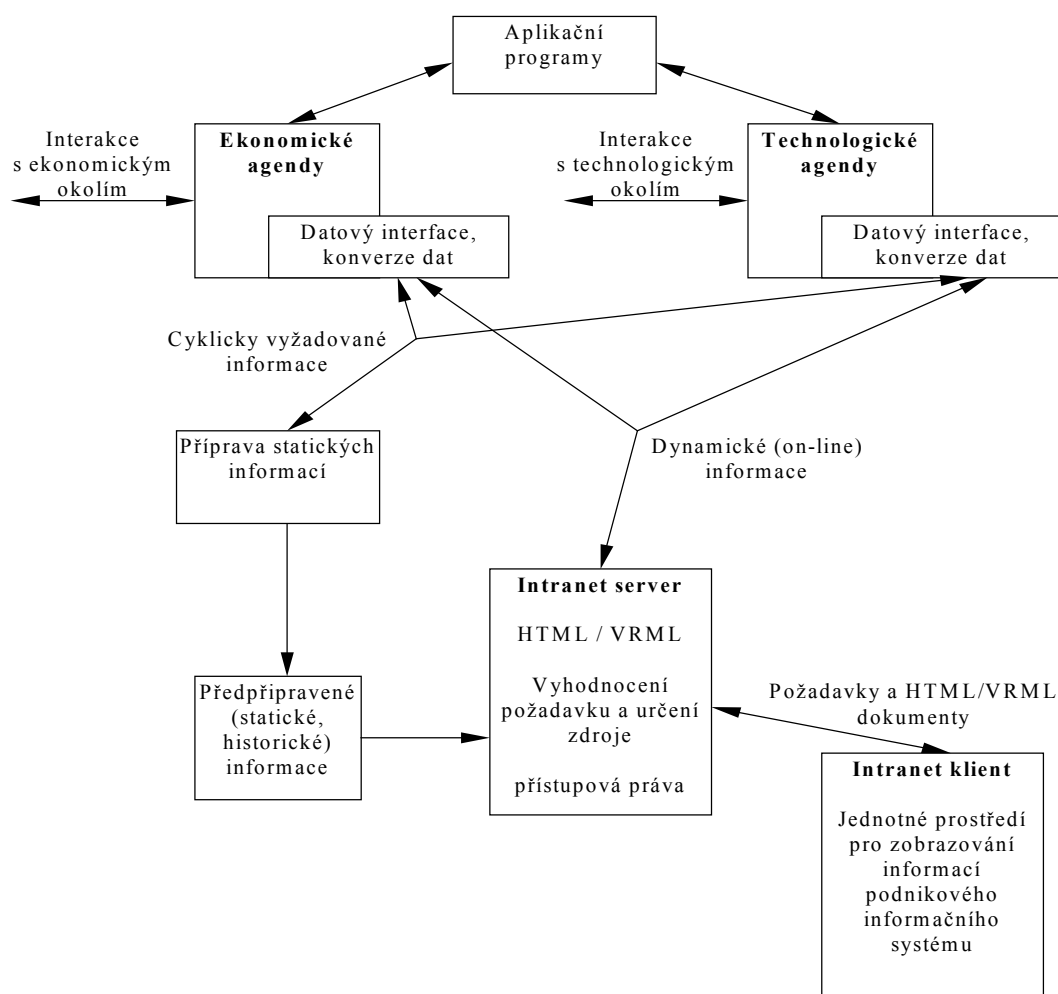 Aplikační
programy
Interakce
s ekonomickým
okolím
Ekonomické
agendy
Datový interface,
konverze dat
Interakce
s technologickým
okolím
Technologické
agendy
Datový interface,
konverze dat
Cyklicky vyžadované
informace
Příprava statických
informací
Dynamické (on-line)
informace
Předpřipravené
(statické,
historické)
informace
Intranet server
HTML / VRML
Vyhodnocení
požadavku a určení
zdroje
přístupová práva
Požadavky a HTML/VRML
dokumenty
Intranet klient
Jednotné prostředí
pro zobrazování
informací
podnikového
informačního
systému